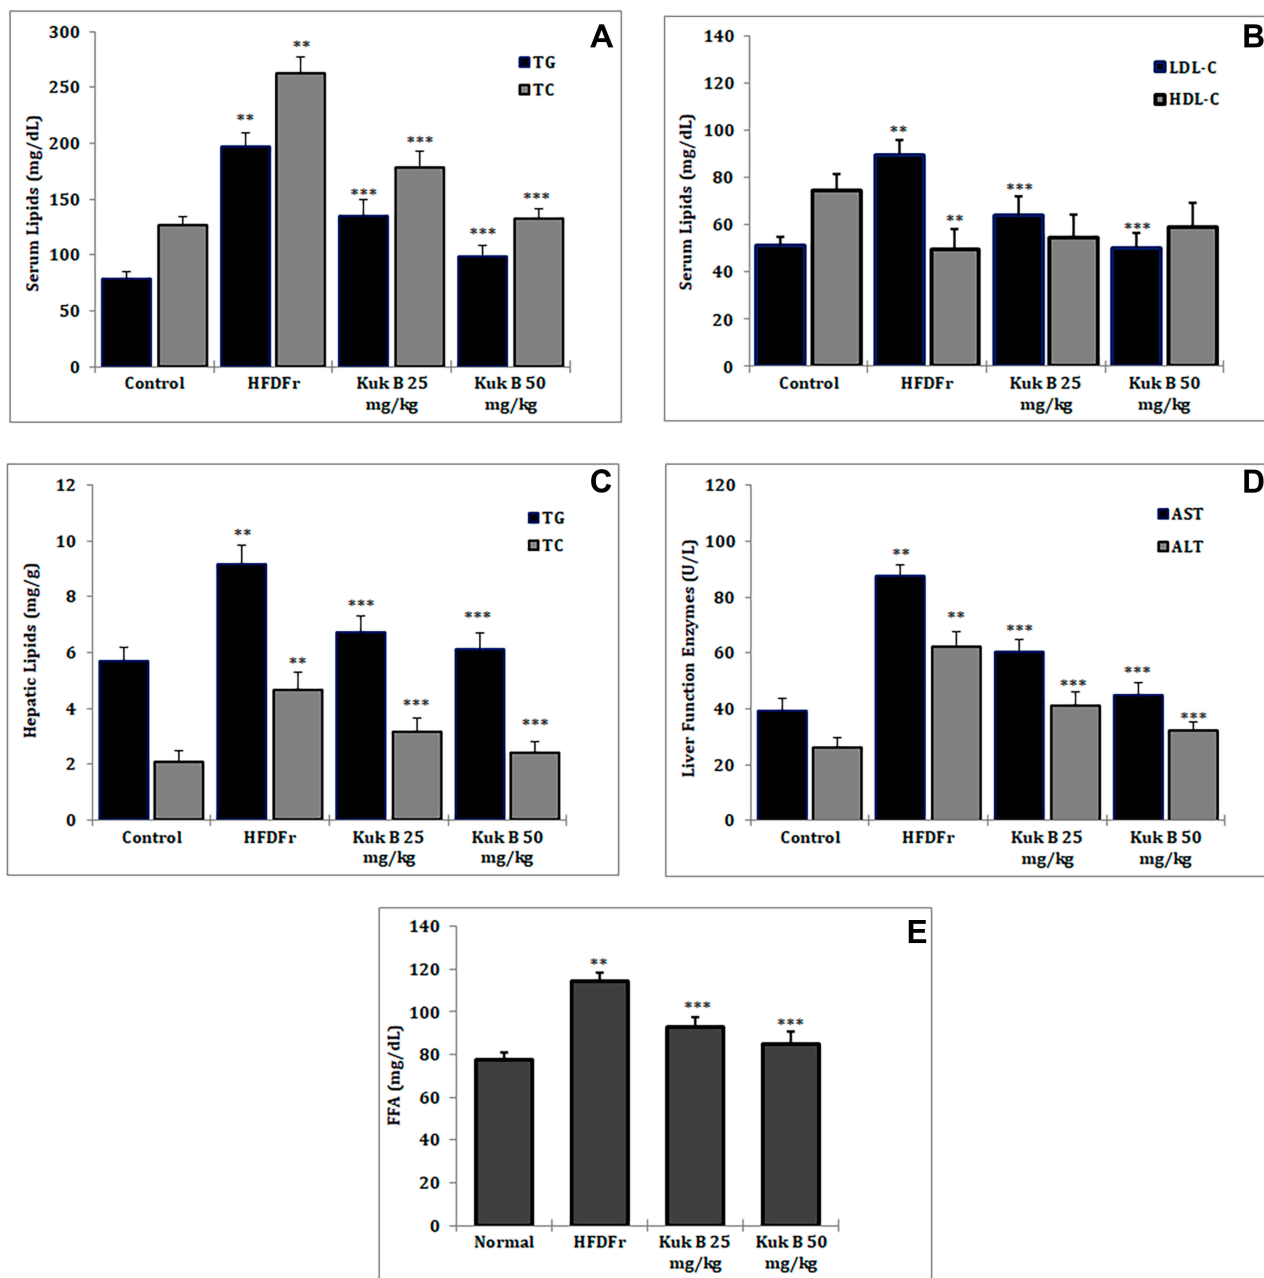 A
300
250
200
150
100
50
0
Serum Lipids (mg/dL)
TG
TC
**
**
***
***
***
***
Control
HFDFr
Kuk B 25
mg/kg
Kuk B 50
mg/kg
B
140
120
100
80
60
40
20
0
Serum Lipids (mg/dL)
LDL-C
HDL-C
**
**
***
***
Control
HFDFr
Kuk B 25
mg/kg
Kuk B 50
mg/kg
C
12
10
8
6
4
2
0
Hepatic Lipids (mg/g)
TG
TC
**
**
***
***
***
***
Control
HFDFr
Kuk B 25
mg/kg
Kuk B 50
mg/kg
D
120
100
80
60
40
20
0
Liver Function Enzymes (U/L)
AST
ALT
**
**
***
***
***
***
Control
HFDFr
Kuk B 25
mg/kg
Kuk B 50
mg/kg
E
140
120
100
80
60
40
20
0
FFA (mg/dL)
**
***
***
Normal
HFDFr
Kuk B 25
mg/kg
Kuk B 50
mg/kg